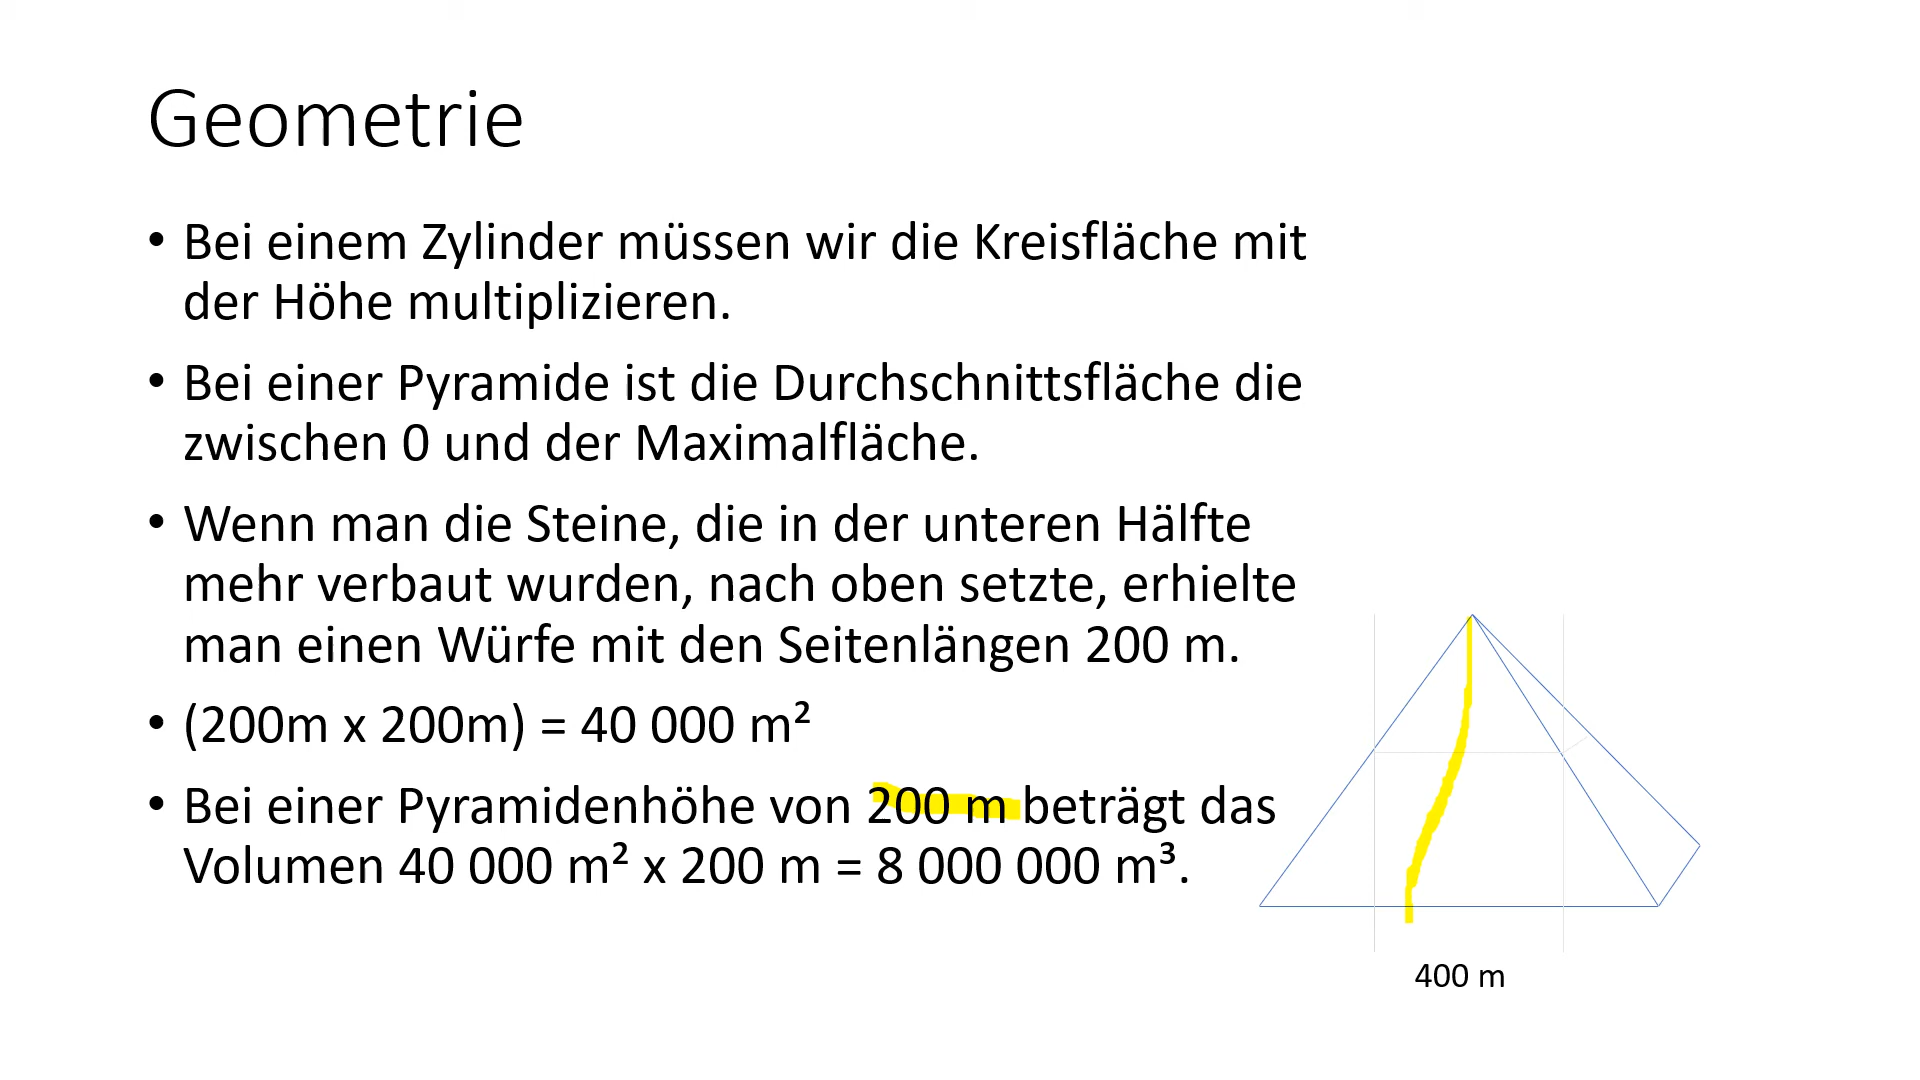 Geometrie
• Bei einem Zylinder müssen wir die Kreisfläche mit
der Höhe multiplizieren.
• Bei einer Pyramide ist die Durchschnittsfläche die
zwischen 0 und der Maximalfläche.
• Wenn man die Steine, die in der unteren Hälfte
mehr verbaut wurden, nach oben setzte, erhielte
man einen Würfe mit den Seitenlängen 200 m.
• (200m x 200m) = 40 000 m²
• Bei einer Pyramidenhöhe von 200 m beträgt das
Volumen 40 000 m² x 200 m = 8 000 000 m³.
400 m